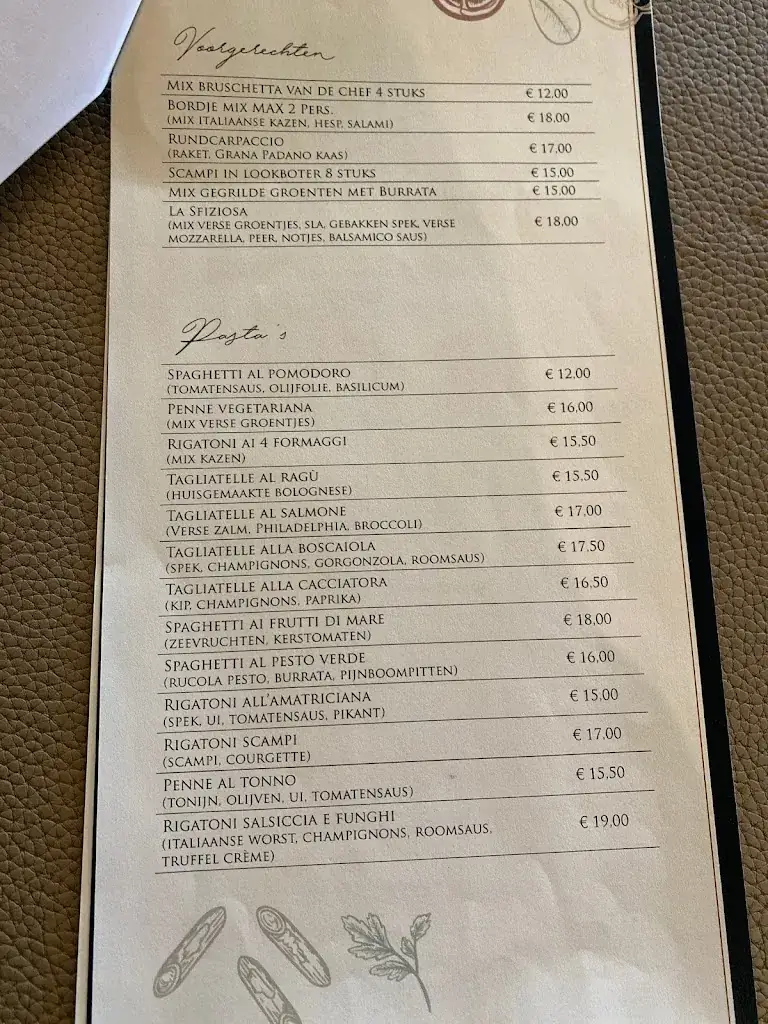 Voorgerechten
Mix bruschetta van de chef 4 stuks € 12,00
Bordje mix MAX 2 Pers.
(mix Italiaanse kazen, hesp, salami) € 18,00
Rundcarpaccio
(raket, Grana Padano kaas) € 17,00
Scampi in lookboter 8 stuks € 15,00
Mix gegrilde groenten met Burrata € 15,00
La Sfiziosa
(mix verse groentjes, sla, gebakken spek, verse
mozzarella, peer, notjes, balsamico saus) € 18,00
Pasta's
Spaghetti al pomodoro € 12,00
(tomatensaus, olijfolie, basilicum)
Penne vegetariana € 16,00
(mix verse groentjes)
Rigatoni ai 4 formaggi € 15,50
(mix kazen)
Tagliatelle al ragù € 15,50
(huisgemaakte bolognese)
Tagliatelle al salmone € 17,00
(Verse zalm, Philadelphia, broccoli)
Tagliatelle alla boscaiola € 17,50
(spek, champignons, gorgonzola, roomsaus)
Tagliatelle alla cacciatora € 16,50
(kip, champignons, paprika)
Spaghetti ai frutti di mare € 18,00
(zeevruchten, kerstomaten)
Spaghetti al pesto verde € 16,00
(rucola pesto, burrata, pijnboompitten)
Rigatoni all'amatriciana € 15,00
(spek, ui, tomatensaus, pikant)
Rigatoni scampi € 17,00
(scampi, courgette)
Penne al tonno € 15,50
(tonijn, olijven, ui, tomatensaus)
Rigatoni salsiccia e funghi € 19,00
(Italiaanse worst, champignons, roomsaus,
truffel crème)